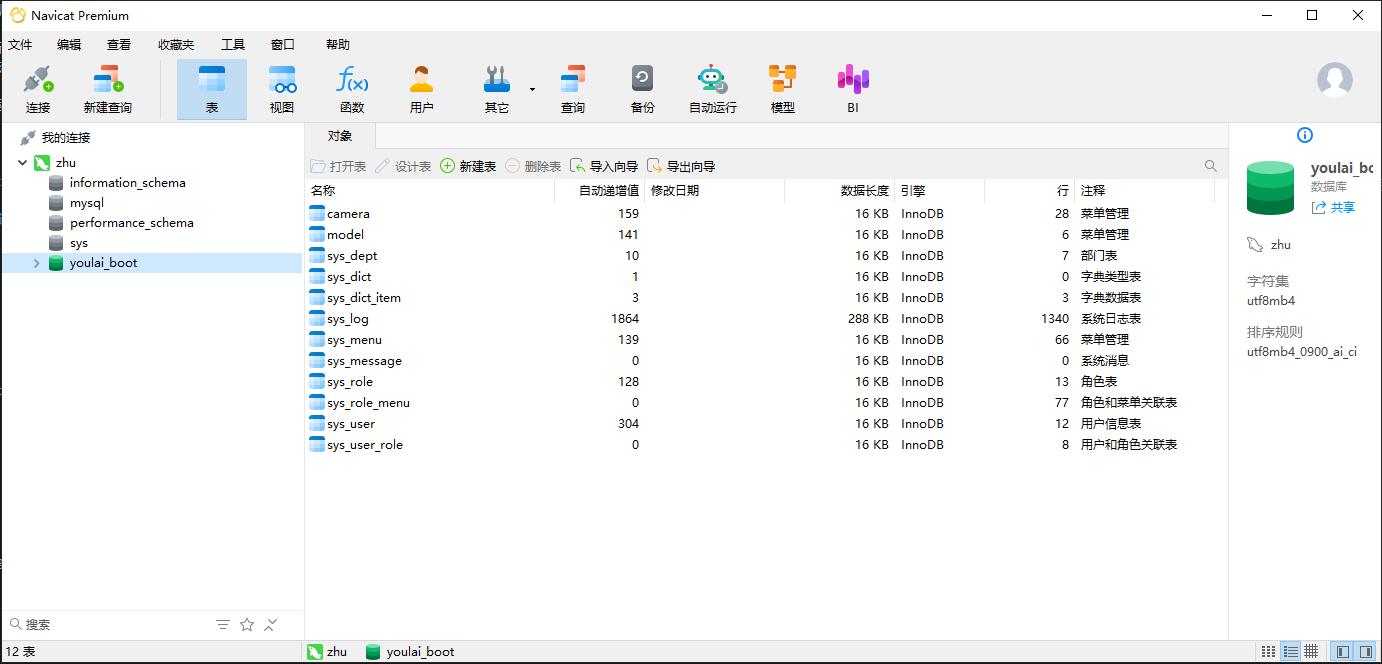 Navicat Premium
文件 编辑 查看 收藏夹 工具 窗口 帮助
连接 新建查询 表 视图 函数 用户 其它 查询 备份 自动运行 模型 BI
我的连接
zhu
information_schema
mysql
performance_schema
sys
youlai_boot
对象
打开表 设计表 新建表 删除表 导入向导 导出向导
名称 自动递增值 修改日期 数据长度 引擎 行 注释
camera 159 16 KB InnoDB 28 菜单管理
model 141 16 KB InnoDB 6 菜单管理
sys_dept 10 16 KB InnoDB 7 部门表
sys_dict 1 16 KB InnoDB 0 字典类型表
sys_dict_item 3 16 KB InnoDB 3 字典数据表
sys_log 1864 288 KB InnoDB 1340 系统日志表
sys_menu 139 16 KB InnoDB 66 菜单管理
sys_message 0 16 KB InnoDB 0 系统消息
sys_role 128 16 KB InnoDB 13 角色表
sys_role_menu 0 16 KB InnoDB 77 角色和菜单关联表
sys_user 304 16 KB InnoDB 12 用户信息表
sys_user_role 0 16 KB InnoDB 8 用户和角色关联表
youlai_bo
数据库
共享
zhu
字符集
utf8mb4
排序规则
utf8mb4_0900_ai_ci
搜索
12 表 zhu youlai_boot